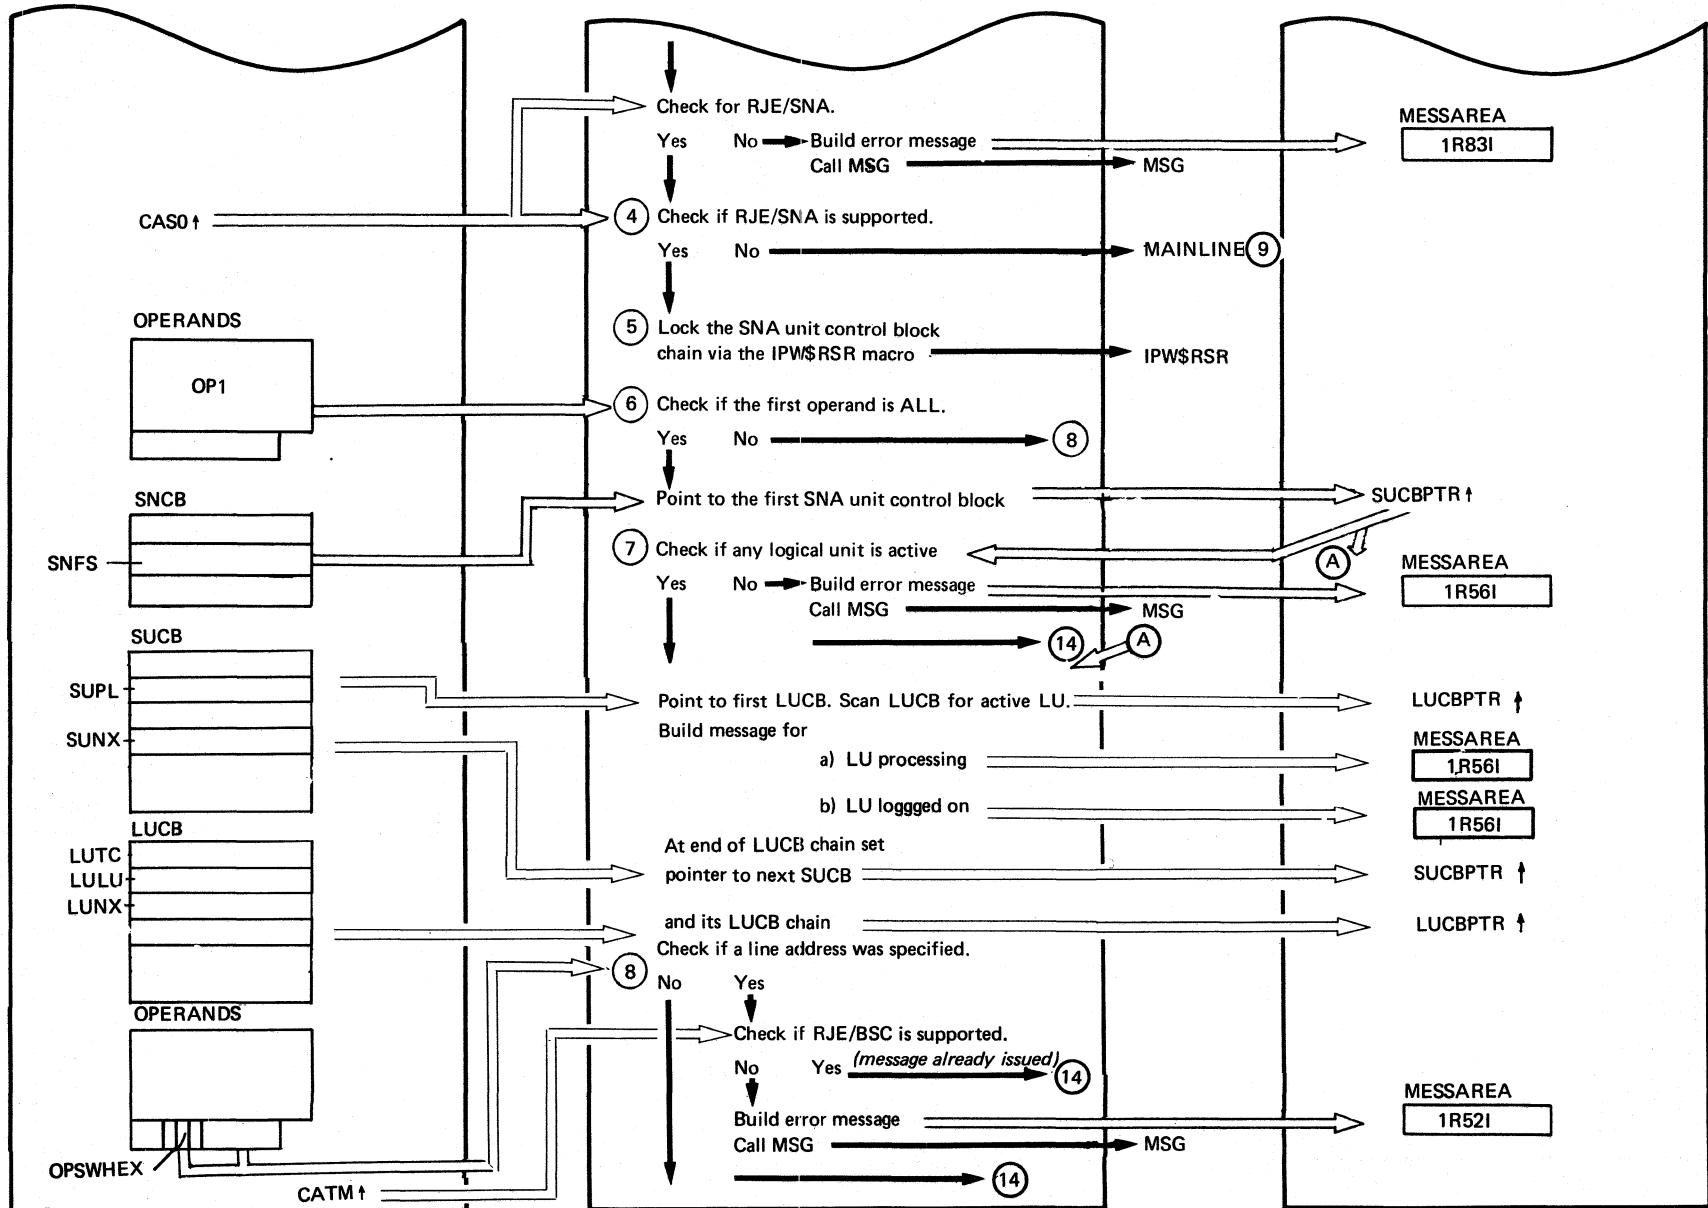 Check for RJE/SNA.
Yes No Build error message
Call MSG MSG
MESSAREA
1R83I
CAS0↑
4 Check if RJE/SNA is supported.
Yes No MAINLINE 9
5 Lock the SNA unit control block
chain via the IPW$RSR macro IPW$RSR
OPERANDS
OP1
6 Check if the first operand is ALL.
Yes No 8
SNCB
SNFS
Point to the first SNA unit control block SUCBPTR↑
7 Check if any logical unit is active
A
Yes No Build error message
Call MSG MSG
MESSAREA
1R56I
14 A
SUCB
SUPL
SUNX
Point to first LUCB. Scan LUCB for active LU. LUCBPTR ↑
Build message for
a) LU processing
MESSAREA
1R56I
b) LU loggged on
MESSAREA
1R56I
LUCB
LUTC
LULU
LUNX
At end of LUCB chain set
pointer to next SUCB SUCBPTR ↑
and its LUCB chain LUCBPTR ↑
Check if a line address was specified.
8
No Yes
OPERANDS
OPSWHEX
Check if RJE/BSC is supported.
No Yes (message already issued) 14
Build error message
Call MSG MSG
MESSAREA
1R52I
14
CATM↑